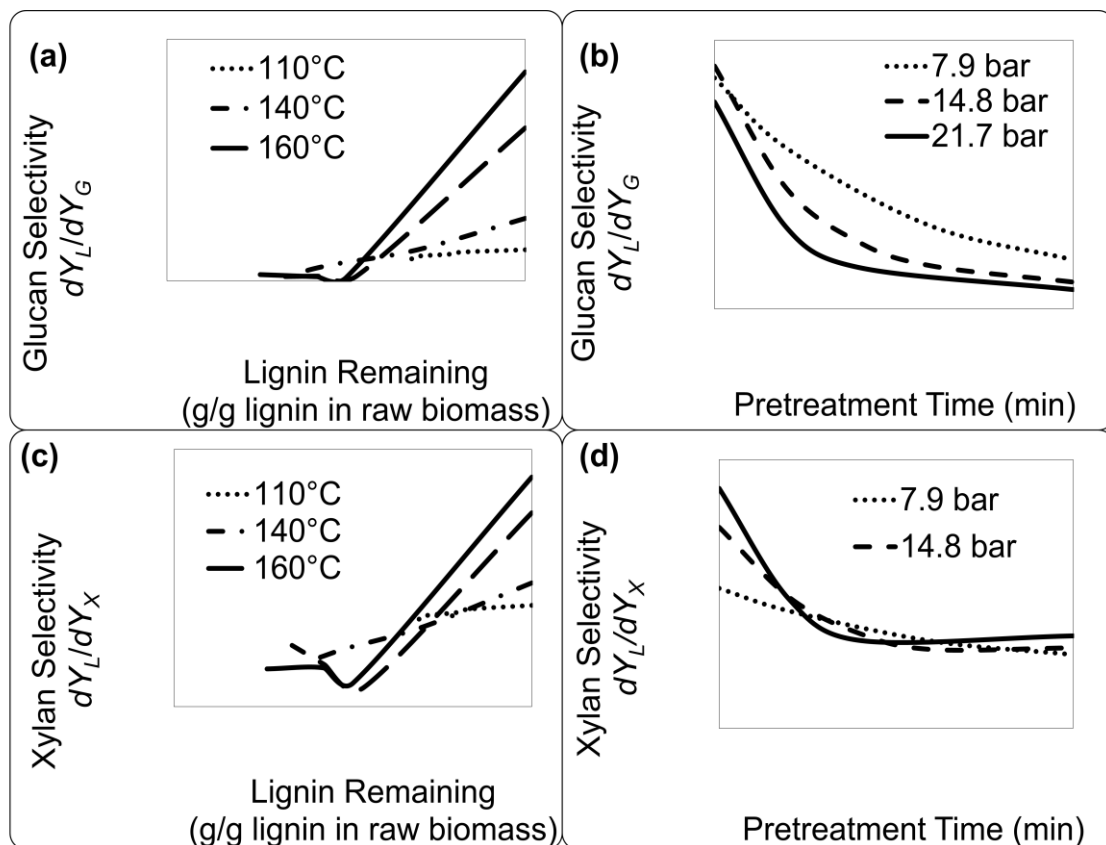 (a)
110°C
140°C
160°C
Glucan Selectivity
dY_L/dY_G
Lignin Remaining
(g/g lignin in raw biomass)
(b)
7.9 bar
14.8 bar
21.7 bar
Glucan Selectivity
dY_L/dY_G
Pretreatment Time (min)
(c)
110°C
140°C
160°C
Xylan Selectivity
dY_L/dY_X
Lignin Remaining
(g/g lignin in raw biomass)
(d)
7.9 bar
14.8 bar
Xylan Selectivity
dY_L/dY_X
Pretreatment Time (min)